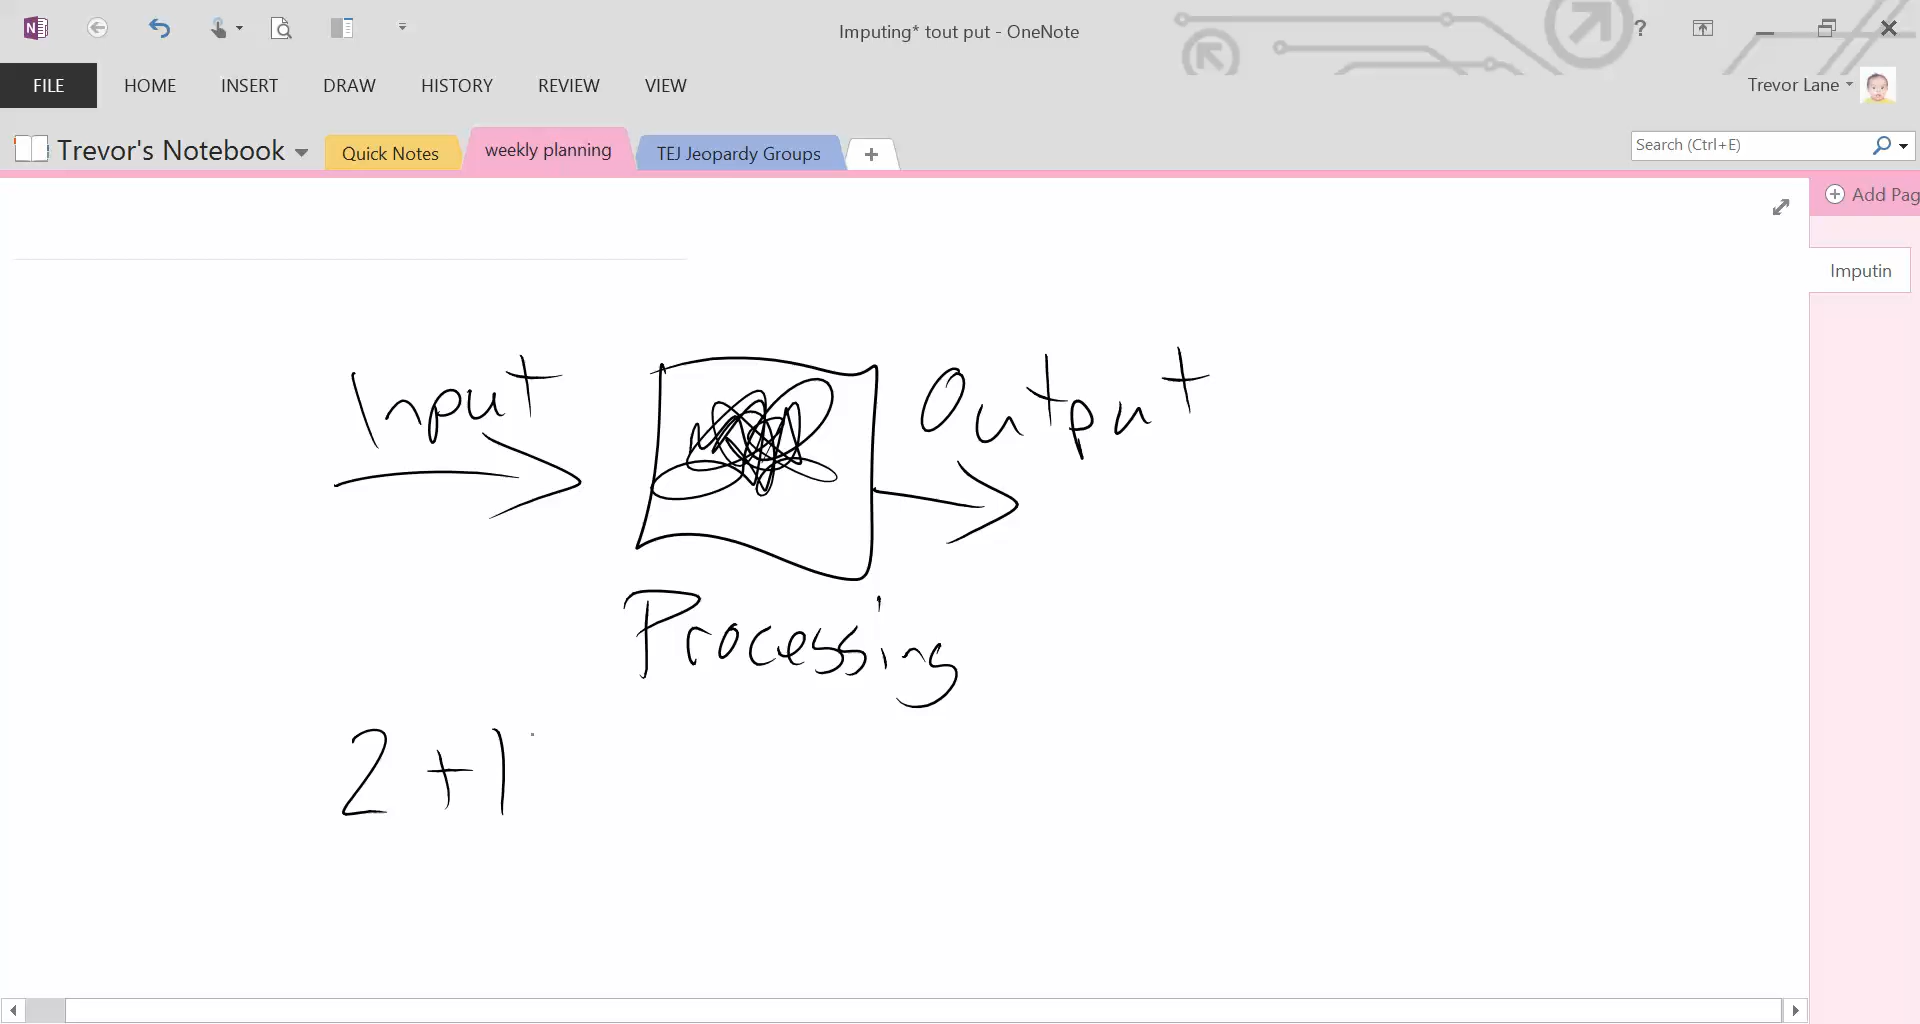 Imputing* tout put - OneNote
?
FILE HOME INSERT DRAW HISTORY REVIEW VIEW
Trevor Lane
Trevor's Notebook Quick Notes weekly planning TEJ Jeopardy Groups +
Search (Ctrl+E)
Add Pag
Imputin
Input Output
Processing
2 +1